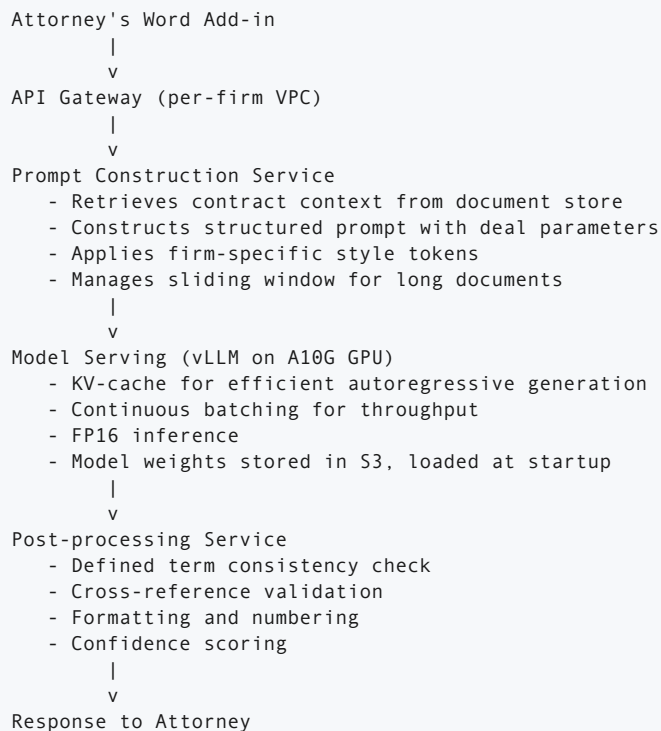 Attorney's Word Add-in
|
v
API Gateway (per-firm VPC)
|
v
Prompt Construction Service
- Retrieves contract context from document store
- Constructs structured prompt with deal parameters
- Applies firm-specific style tokens
- Manages sliding window for long documents
|
v
Model Serving (vLLM on A10G GPU)
- KV-cache for efficient autoregressive generation
- Continuous batching for throughput
- FP16 inference
- Model weights stored in S3, loaded at startup
|
v
Post-processing Service
- Defined term consistency check
- Cross-reference validation
- Formatting and numbering
- Confidence scoring
|
v
Response to Attorney